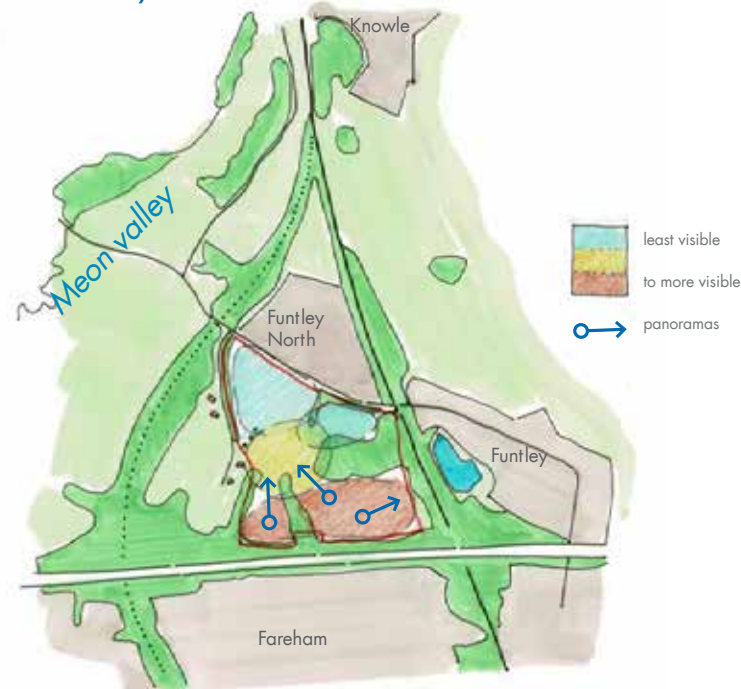 Knowle
Meon valley
least visible
to more visible
panoramas
Funtley
North
Funtley
Fareham